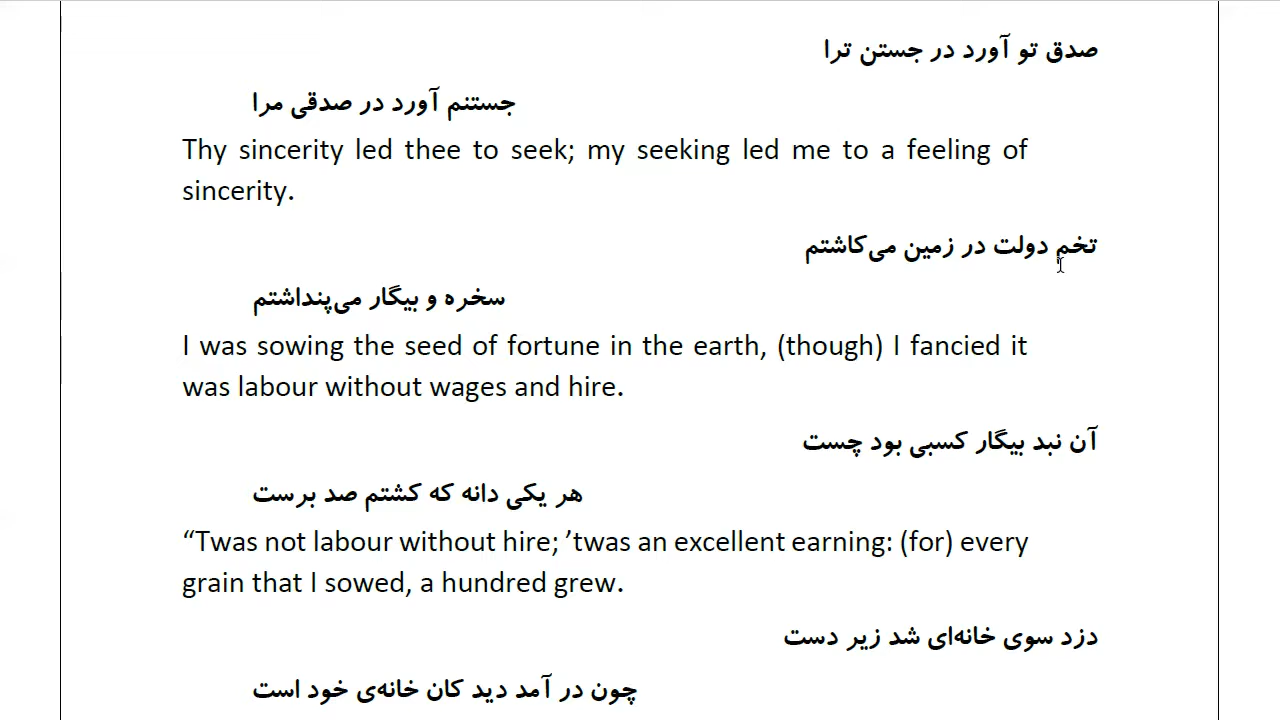 صدق تو آورد در جستن ترا
جستنم آورد در صدقی مرا
Thy sincerity led thee to seek; my seeking led me to a feeling of
sincerity.
تخم دولت در زمین می‌کاشتم
سخره و بیگار می‌پنداشتم
I was sowing the seed of fortune in the earth, (though) I fancied it
was labour without wages and hire.
آن نبد بیگار کسبی بود چست
هر یکی دانه که کشتم صد برست
“Twas not labour without hire; ’twas an excellent earning: (for) every
grain that I sowed, a hundred grew.
دزد سوی خانه‌ای شد زیر دست
چون در آمد دید کان خانه‌ی خود است